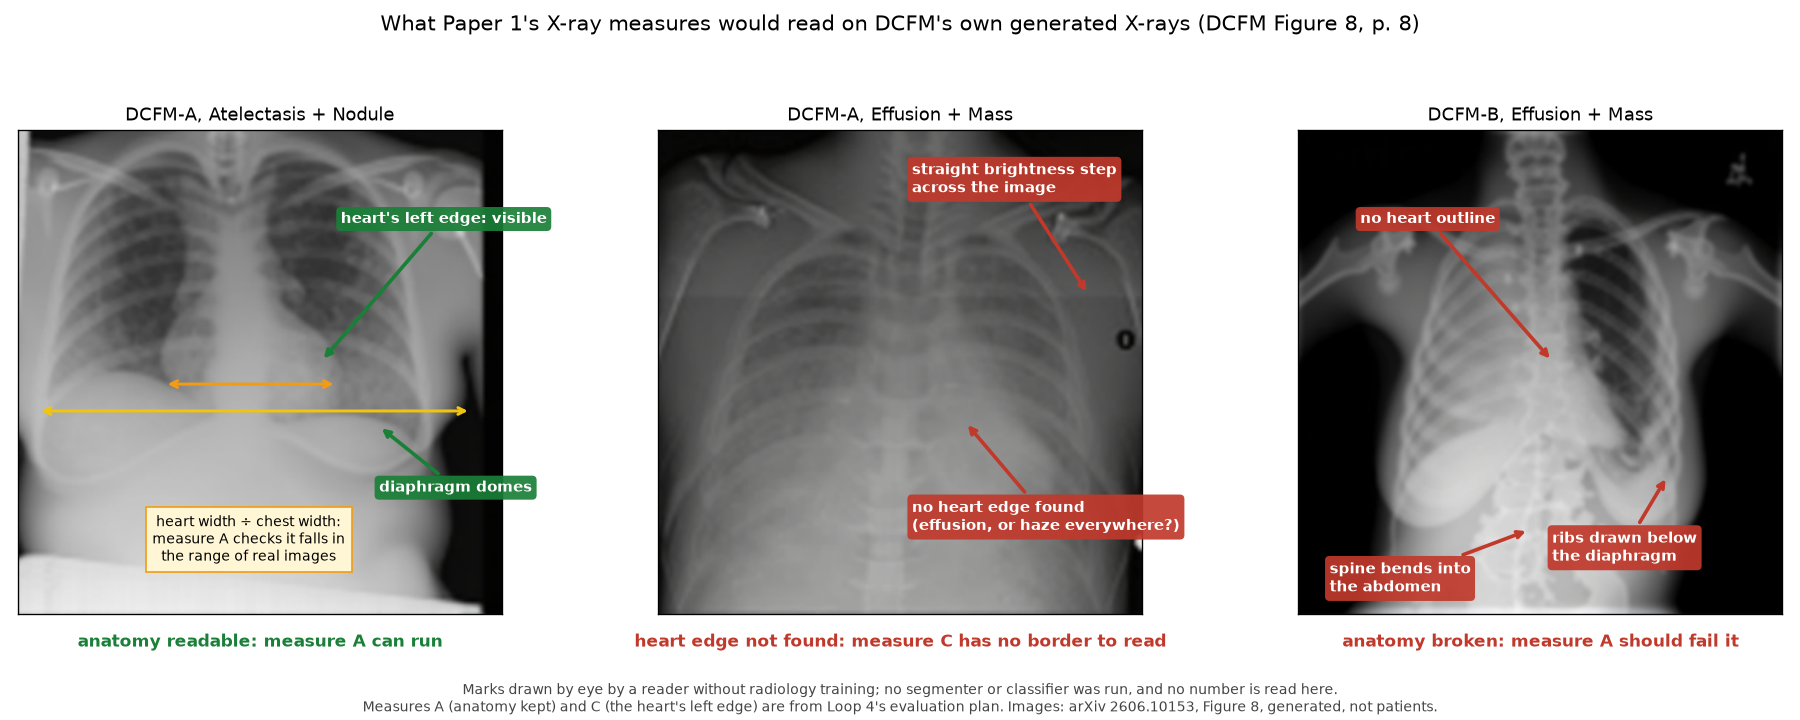 What Paper 1's X-ray measures would read on DCFM's own generated X-rays (DCFM Figure 8, p. 8)
DCFM-A, Atelectasis + Nodule
heart's left edge: visible
diaphragm domes
heart width ÷ chest width:
measure A checks it falls in
the range of real images
anatomy readable: measure A can run
DCFM-A, Effusion + Mass
straight brightness step
across the image
no heart edge found
(effusion, or haze everywhere?)
heart edge not found: measure C has no border to read
DCFM-B, Effusion + Mass
no heart outline
ribs drawn below
the diaphragm
spine bends into
the abdomen
anatomy broken: measure A should fail it
Marks drawn by eye by a reader without radiology training; no segmenter or classifier was run, and no number is read here.
Measures A (anatomy kept) and C (the heart's left edge) are from Loop 4's evaluation plan. Images: arXiv 2606.10153, Figure 8, generated, not patients.